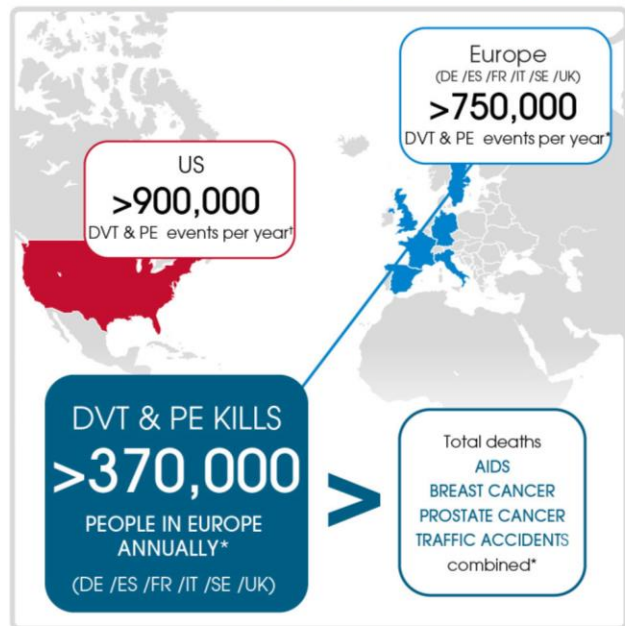 Europe
(DE /ES /FR /IT /SE /UK)
>750,000
DVT & PE events per year*
US
>900,000
DVT & PE events per year†
DVT & PE KILLS
>370,000
PEOPLE IN EUROPE
ANNUALLY*
(DE /ES /FR /IT /SE /UK)
>
Total deaths
AIDS
BREAST CANCER
PROSTATE CANCER
TRAFFIC ACCIDENTS
combined*